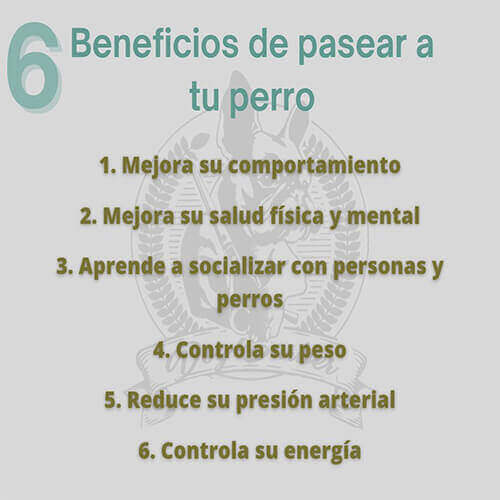 6 Beneficios de pasear a
tu perro
1. Mejora su comportamiento
2. Mejora su salud física y mental
3. Aprende a socializar con personas y
perros
4. Controla su peso
5. Reduce su presión arterial
6. Controla su energía